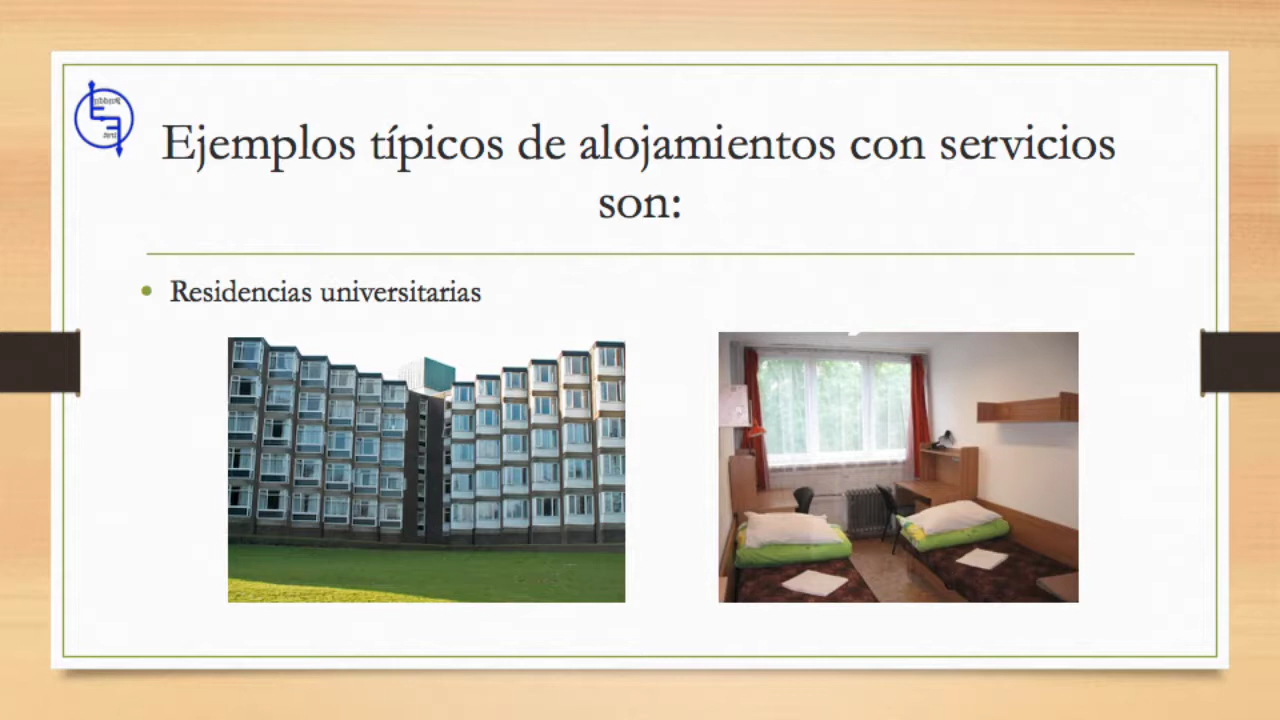 Ejemplos típicos de alojamientos con servicios
son:
• Residencias universitarias